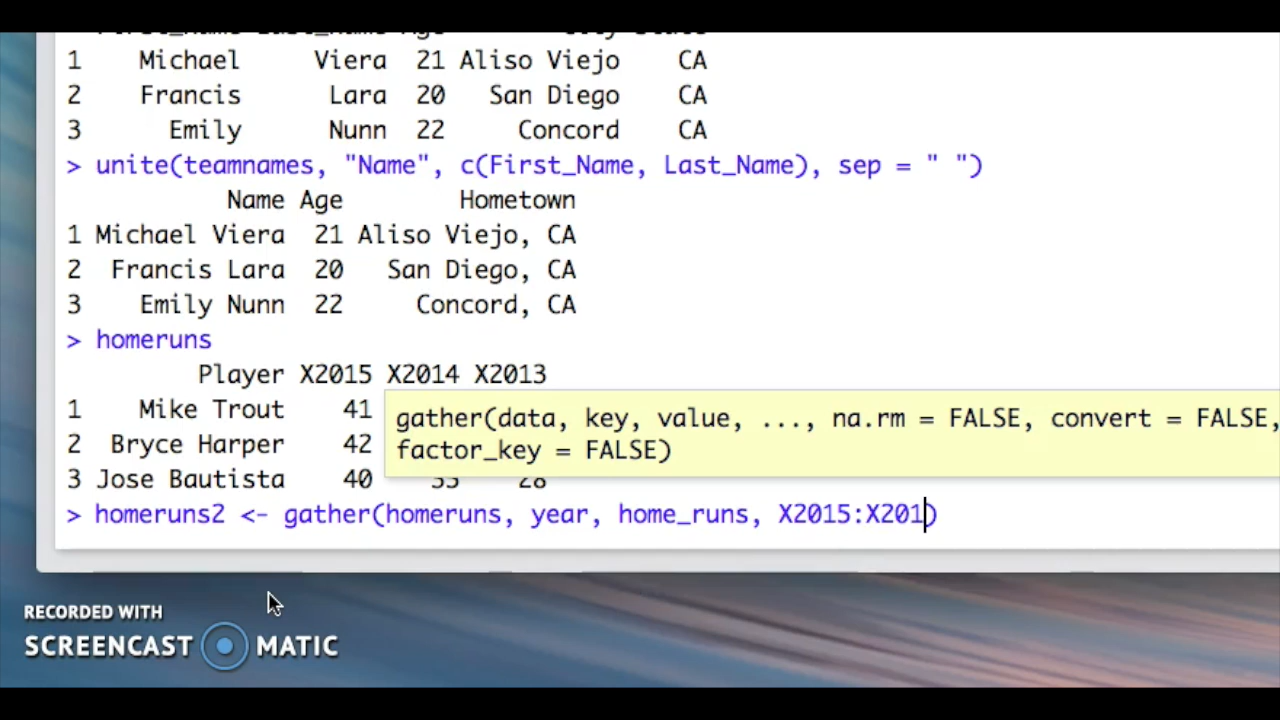 1 Michael Viera 21 Aliso Viejo CA
2 Francis Lara 20 San Diego CA
3 Emily Nunn 22 Concord CA
> unite(teamnames, "Name", c(First_Name, Last_Name), sep = " ")
Name Age Hometown
1 Michael Viera 21 Aliso Viejo, CA
2 Francis Lara 20 San Diego, CA
3 Emily Nunn 22 Concord, CA
> homeruns
Player X2015 X2014 X2013
1 Mike Trout 41
2 Bryce Harper 42
3 Jose Bautista 40 35 28
gather(data, key, value, ..., na.rm = FALSE, convert = FALSE,
factor_key = FALSE)
> homeruns2 <- gather(homeruns, year, home_runs, X2015:X201)
RECORDED WITH
SCREENCAST MATIC